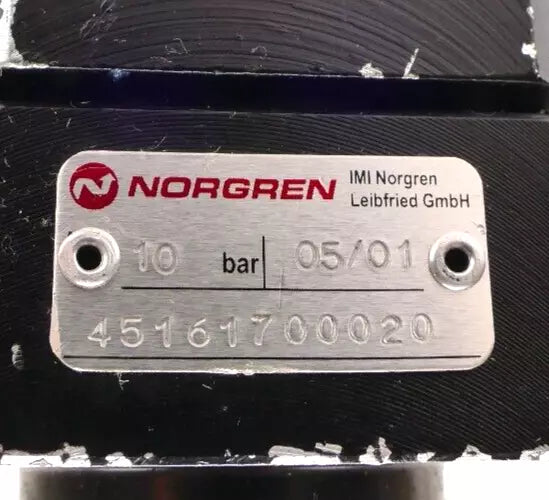 NORGREN IMI Norgren
Leibfried GmbH
10 bar 05/01
45161700020